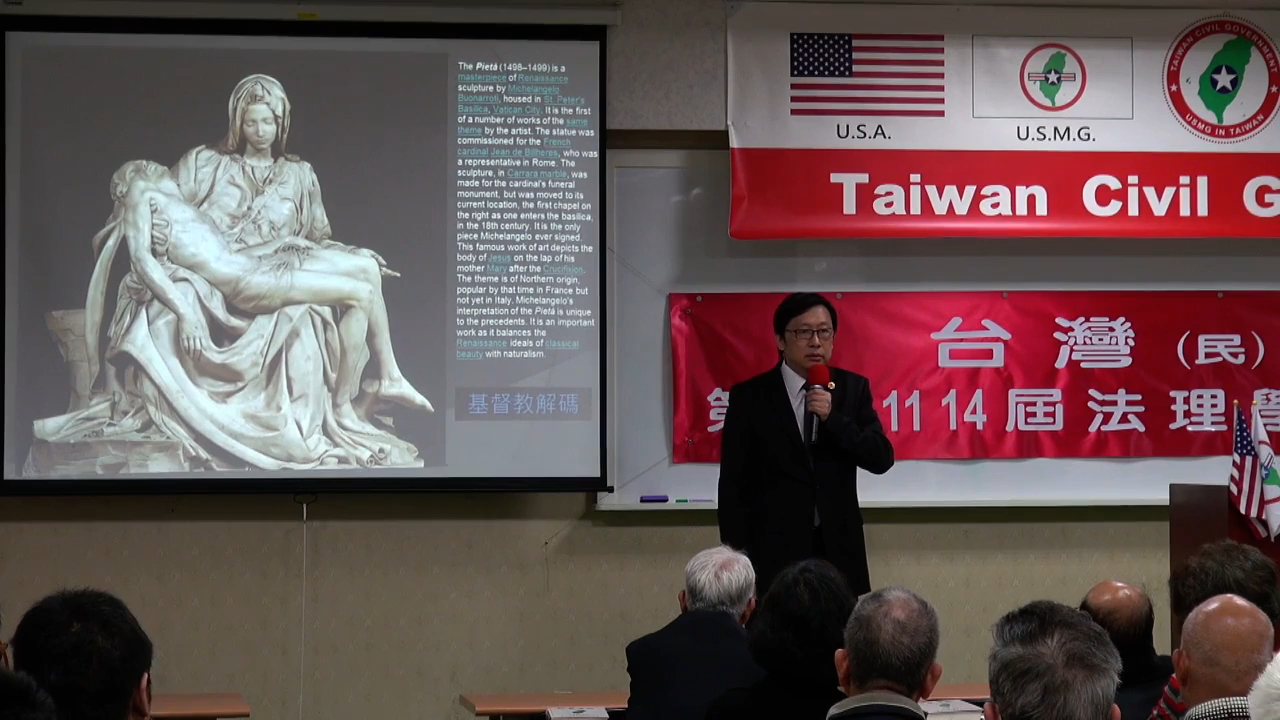 The Pietà (1498–1499) is a
masterpiece of Renaissance
sculpture by Michelangelo
Buonarroti, housed in St. Peter's
Basilica, Vatican City. It is the first
of a number of works of the same
theme by the artist. The statue was
commissioned for the French
cardinal Jean de Bilhères, who was
a representative in Rome. The
sculpture, in Carrara marble, was
made for the cardinal's funeral
monument, but was moved to its
current location, the first chapel on
the right as one enters the basilica,
in the 18th century. It is the only
piece Michelangelo ever signed.
This famous work of art depicts the
body of Jesus on the lap of his
mother Mary after the Crucifixion.
The theme is of Northern origin,
popular by that time in France but
not yet in Italy. Michelangelo's
interpretation of the Pietà is unique
to the precedents. It is an important
work as it balances the
Renaissance ideals of classical
beauty with naturalism.
基督教解碼
U.S.A.
U.S.M.G.
TAIWAN CIVIL GOVERNMENT
USMG IN TAIWAN
Taiwan Civil G
台灣(民)
第 11 14 屆法理學